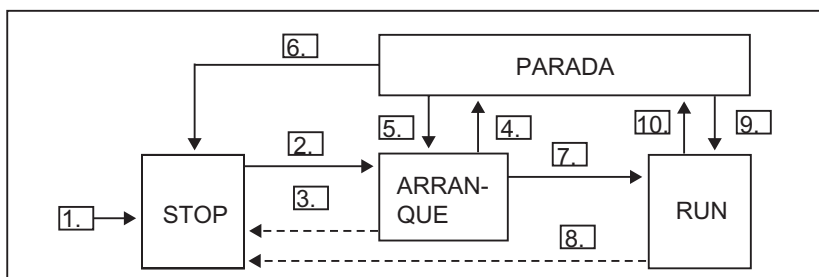 6.
PARADA
5.
4.
10.
9.
2.
7.
3.
ARRAN-
QUE
1.
STOP
RUN
8.